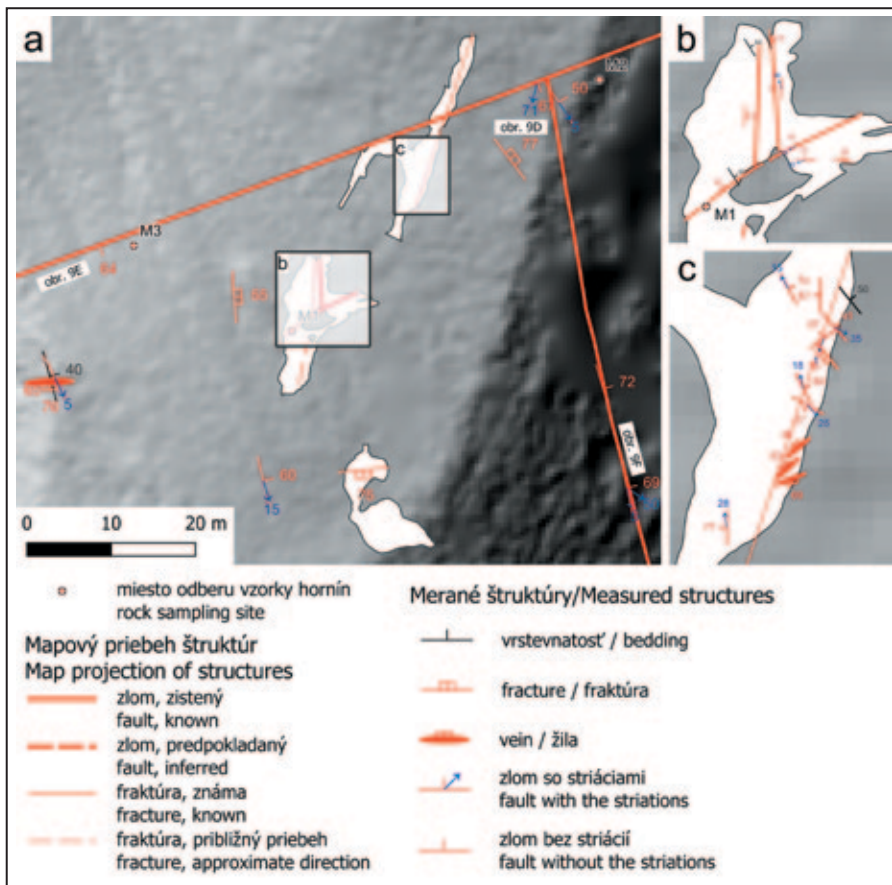 a
71
60
obr. 9D
77
c
M3
obr. 9E
b
40
5
72
obr. 9F
69
60
15
0 10 20 m
b
M1
c
50
35
18
25
28
miesto odberu vzorky hornín
rock sampling site
Mapový priebeh štruktúr
Map projection of structures
zlom, zistený
fault, known
zlom, predpokladaný
fault, inferred
fraktúra, známa
fracture, known
fraktúra, približný priebeh
fracture, approximate direction
Merané štruktúry/Measured structures
vrstevnatosť / bedding
fracture / fraktúra
vein / žila
zlom so striáciami
fault with the striations
zlom bez striácií
fault without the striations